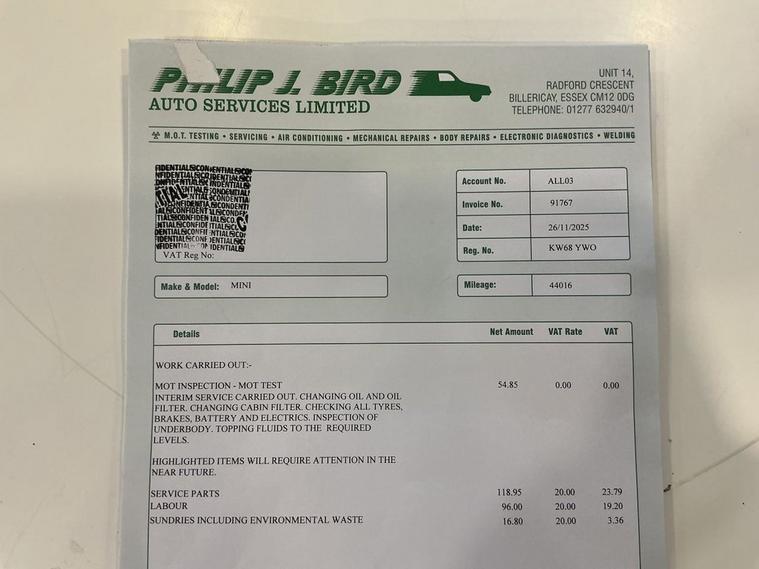 PHILIP J. BIRD
AUTO SERVICES LIMITED
UNIT 14,
RADFORD CRESCENT
BILLERICAY, ESSEX CM12 0DG
TELEPHONE: 01277 632940/1
M.O.T. TESTING • SERVICING • AIR CONDITIONING • MECHANICAL REPAIRS • BODY REPAIRS • ELECTRONIC DIAGNOSTICS • WELDING
VAT Reg No:
Account No. ALL03
Invoice No. 91767
Date: 26/11/2025
Reg. No. KW68 YWO
Make & Model: MINI
Mileage: 44016
Details Net Amount VAT Rate VAT
WORK CARRIED OUT:-
MOT INSPECTION - MOT TEST 54.85 0.00 0.00
INTERIM SERVICE CARRIED OUT. CHANGING OIL AND OIL
FILTER. CHANGING CABIN FILTER. CHECKING ALL TYRES,
BRAKES, BATTERY AND ELECTRICS. INSPECTION OF
UNDERBODY. TOPPING FLUIDS TO THE REQUIRED
LEVELS.
HIGHLIGHTED ITEMS WILL REQUIRE ATTENTION IN THE
NEAR FUTURE.
SERVICE PARTS 118.95 20.00 23.79
LABOUR 96.00 20.00 19.20
SUNDRIES INCLUDING ENVIRONMENTAL WASTE 16.80 20.00 3.36